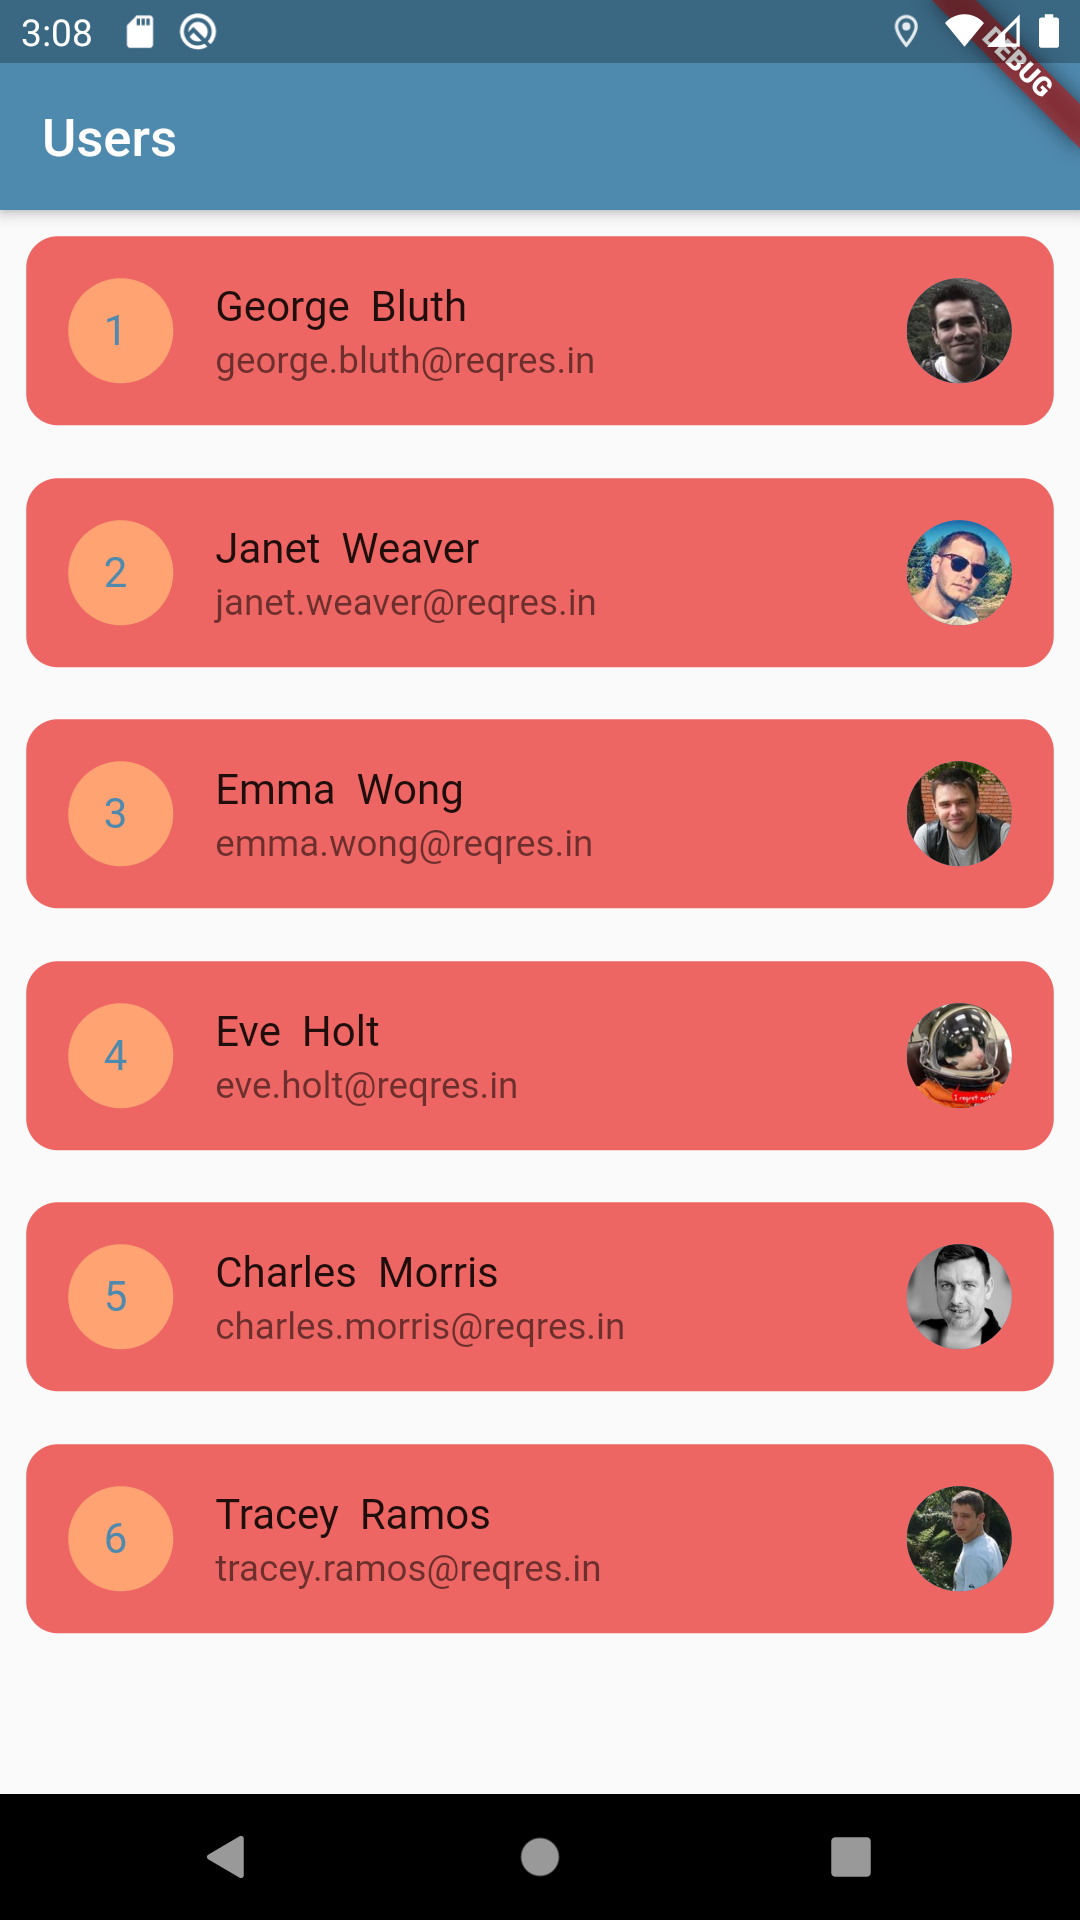 3:08
DEBUG
Users
1
George Bluth
george.bluth@reqres.in
2
Janet Weaver
janet.weaver@reqres.in
3
Emma Wong
emma.wong@reqres.in
4
Eve Holt
eve.holt@reqres.in
I regret
5
Charles Morris
charles.morris@reqres.in
6
Tracey Ramos
tracey.ramos@reqres.in